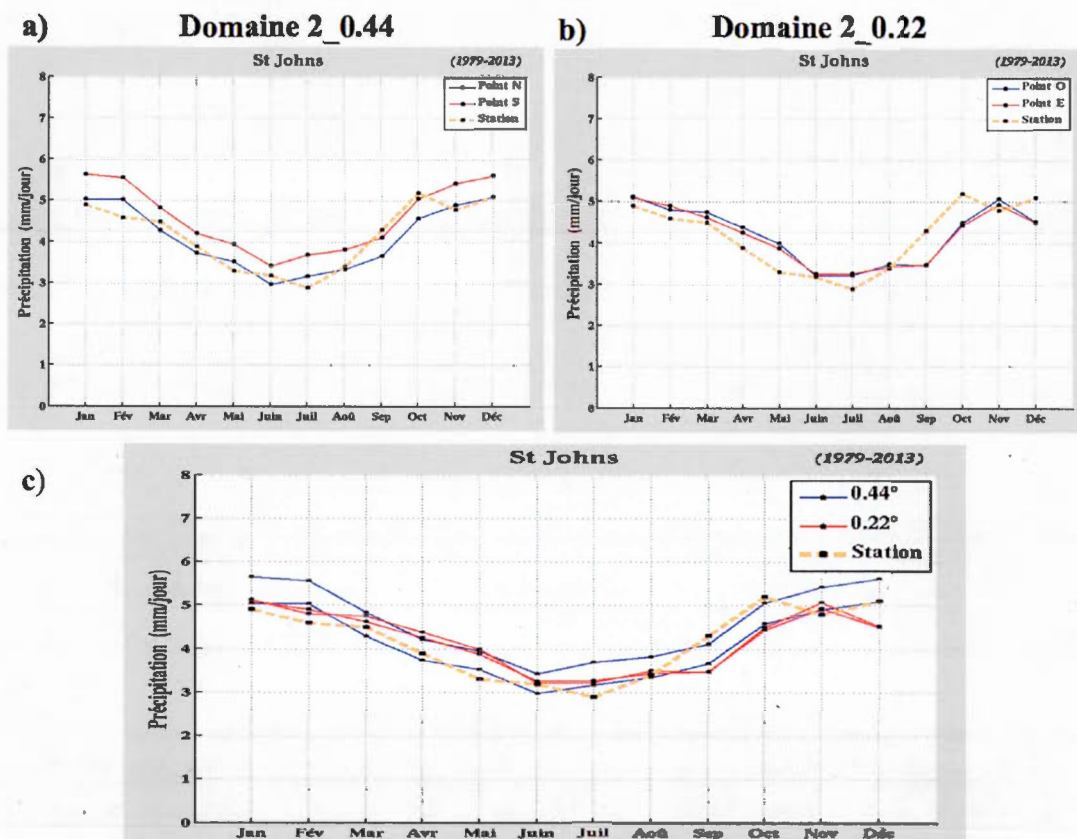 a) Domaine 2_0.44
St Johns (1979-2013)
Point N
Point S
Station
Précipitation (mm/jour)
8
7
6
5
4
3
2
1
0
Jan Fév Mar Avr Mai Juin Juil Aoû Sep Oct Nov Déc
b) Domaine 2_0.22
St Johns (1979-2013)
Point O
Point E
Station
Précipitation (mm/jour)
8
7
6
5
4
3
2
1
0
Jan Fév Mar Avr Mai Juin Juil Aoû Sep Oct Nov Déc
c)
St Johns (1979-2013)
0.44°
0.22°
Station
Précipitation (mm/jour)
8
7
6
5
4
3
2
1
0
Jan Fév Mar Avr Mai Juin Juil Aoû Sep Oct Nov Déc